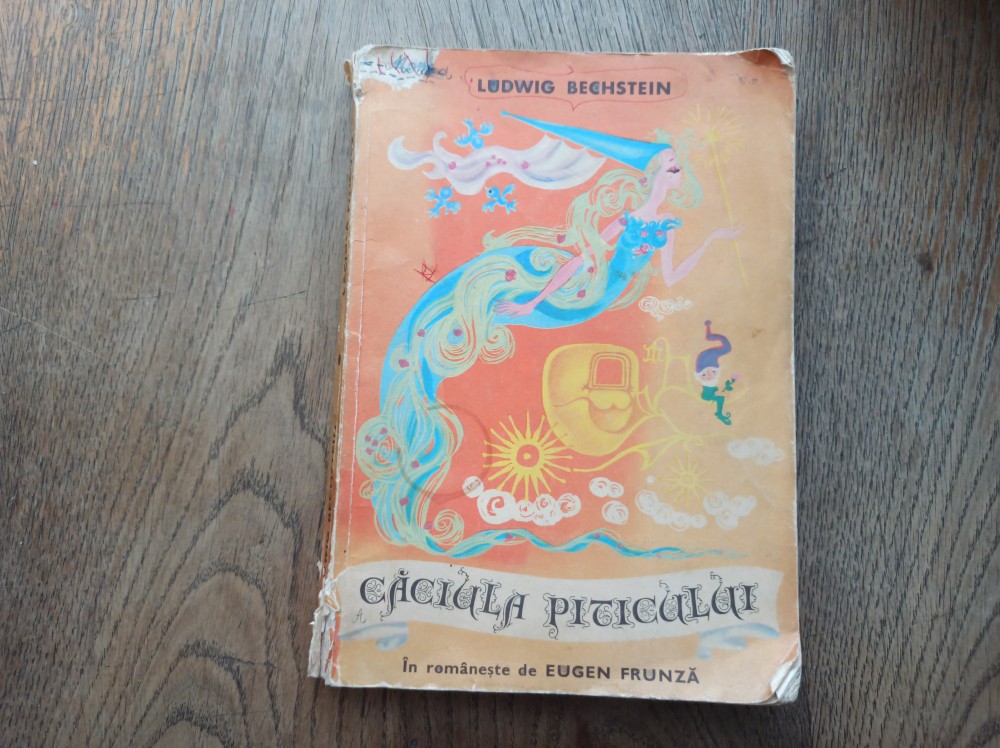 LUDWIG BECHSTEIN
CĂCIULA PITICULUI
În românește de EUGEN FRUNZĂ